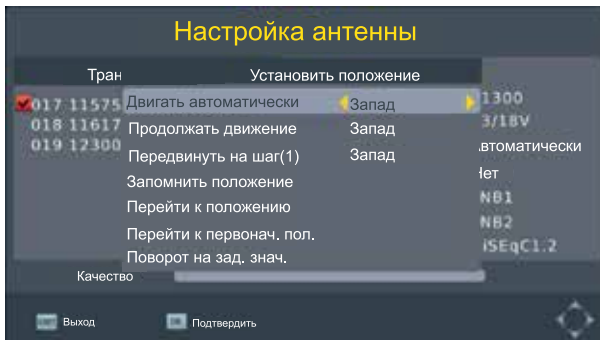 Настройка антенны
Тран
Установить положение
017 11575
Двигать автоматически Запад
1300
018 11617
Продолжать движение Запад
3/18V
019 12300
Передвинуть на шаг(1) Запад
втоматически
Запомнить положение
Нет
Перейти к положению
NB1
Перейти к первонач. пол.
NB2
Поворот на зад. знач.
iSEqC1.2
Качество
Выход
Подтвердить